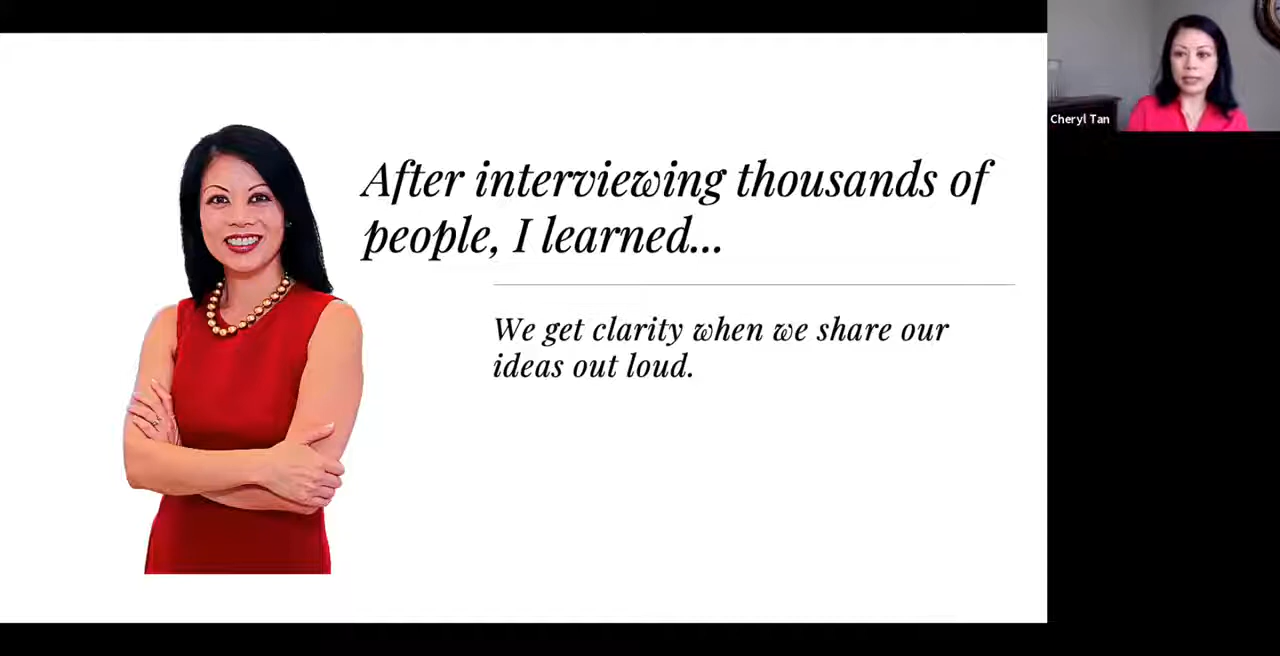 After interviewing thousands of
people, I learned...
We get clarity when we share our
ideas out loud.
Cheryl Tan